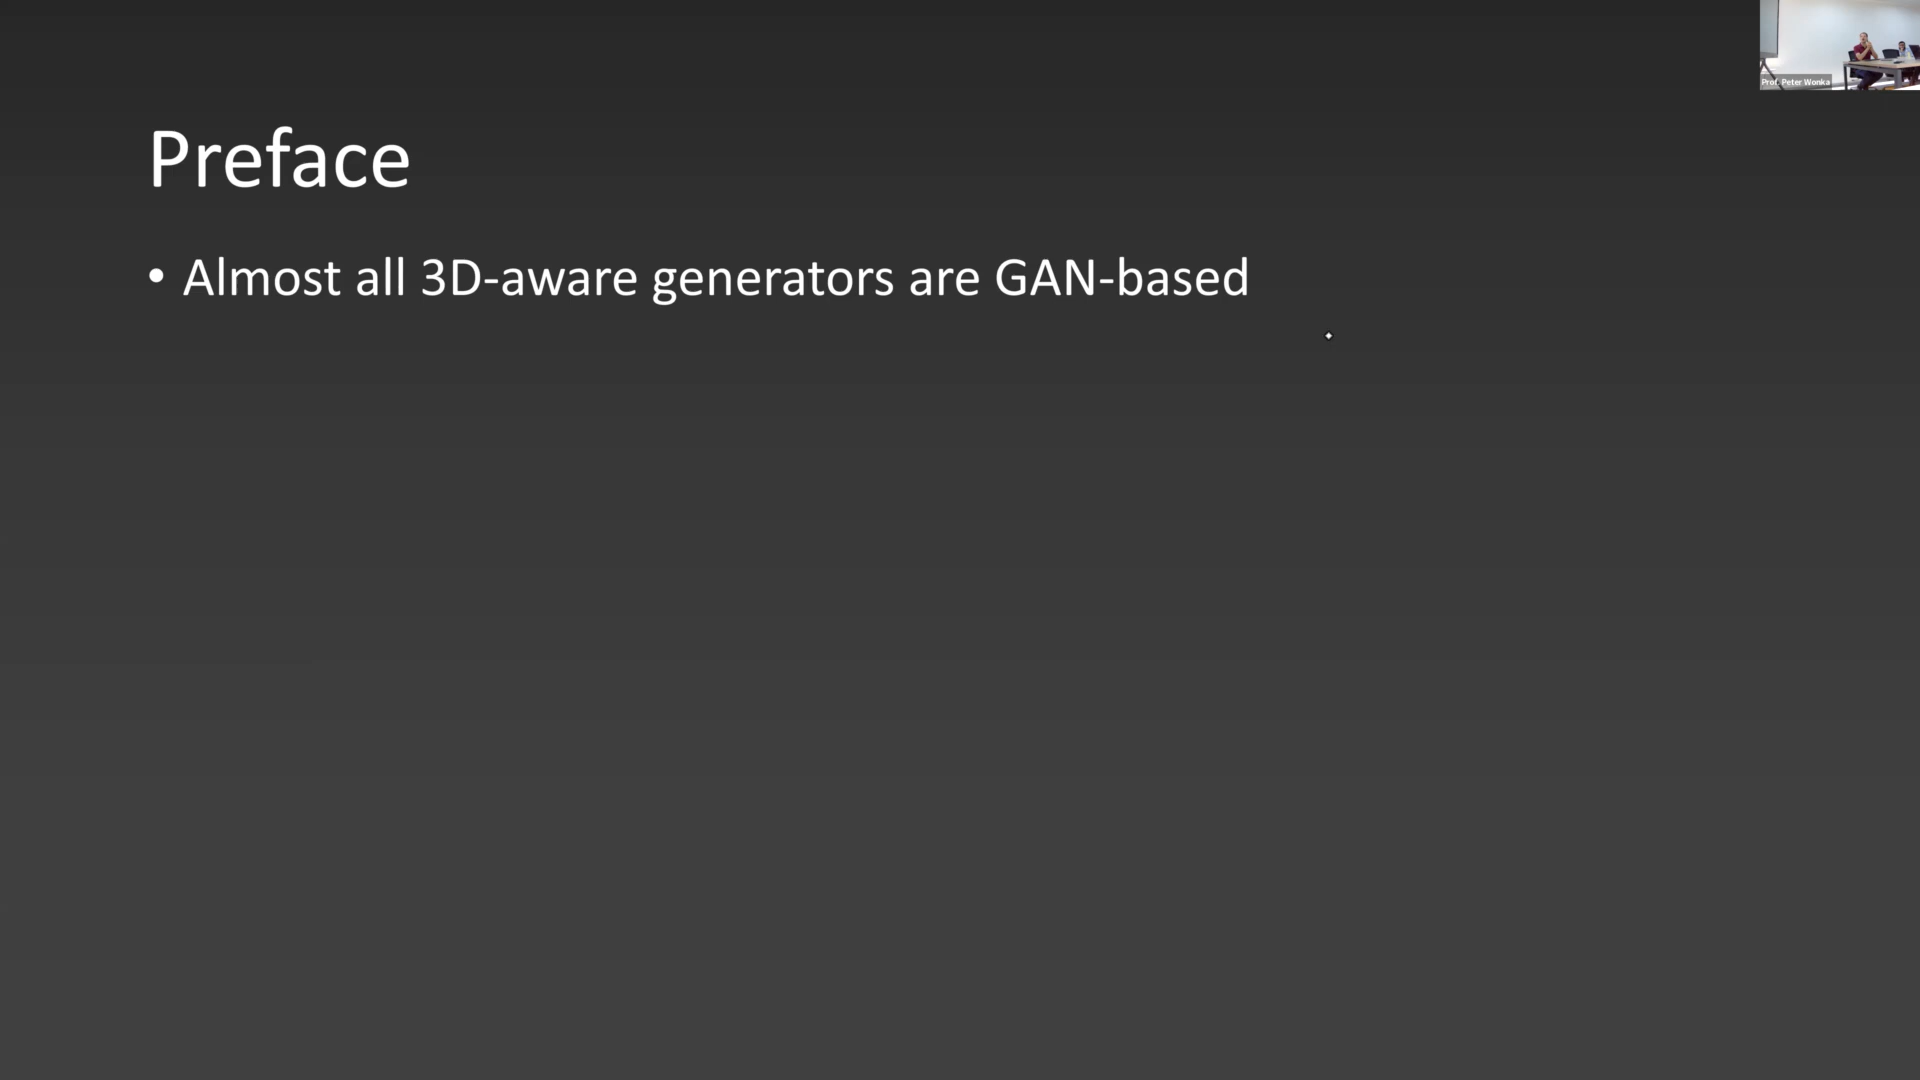 Prof. Peter Wonka
Preface
• Almost all 3D-aware generators are GAN-based